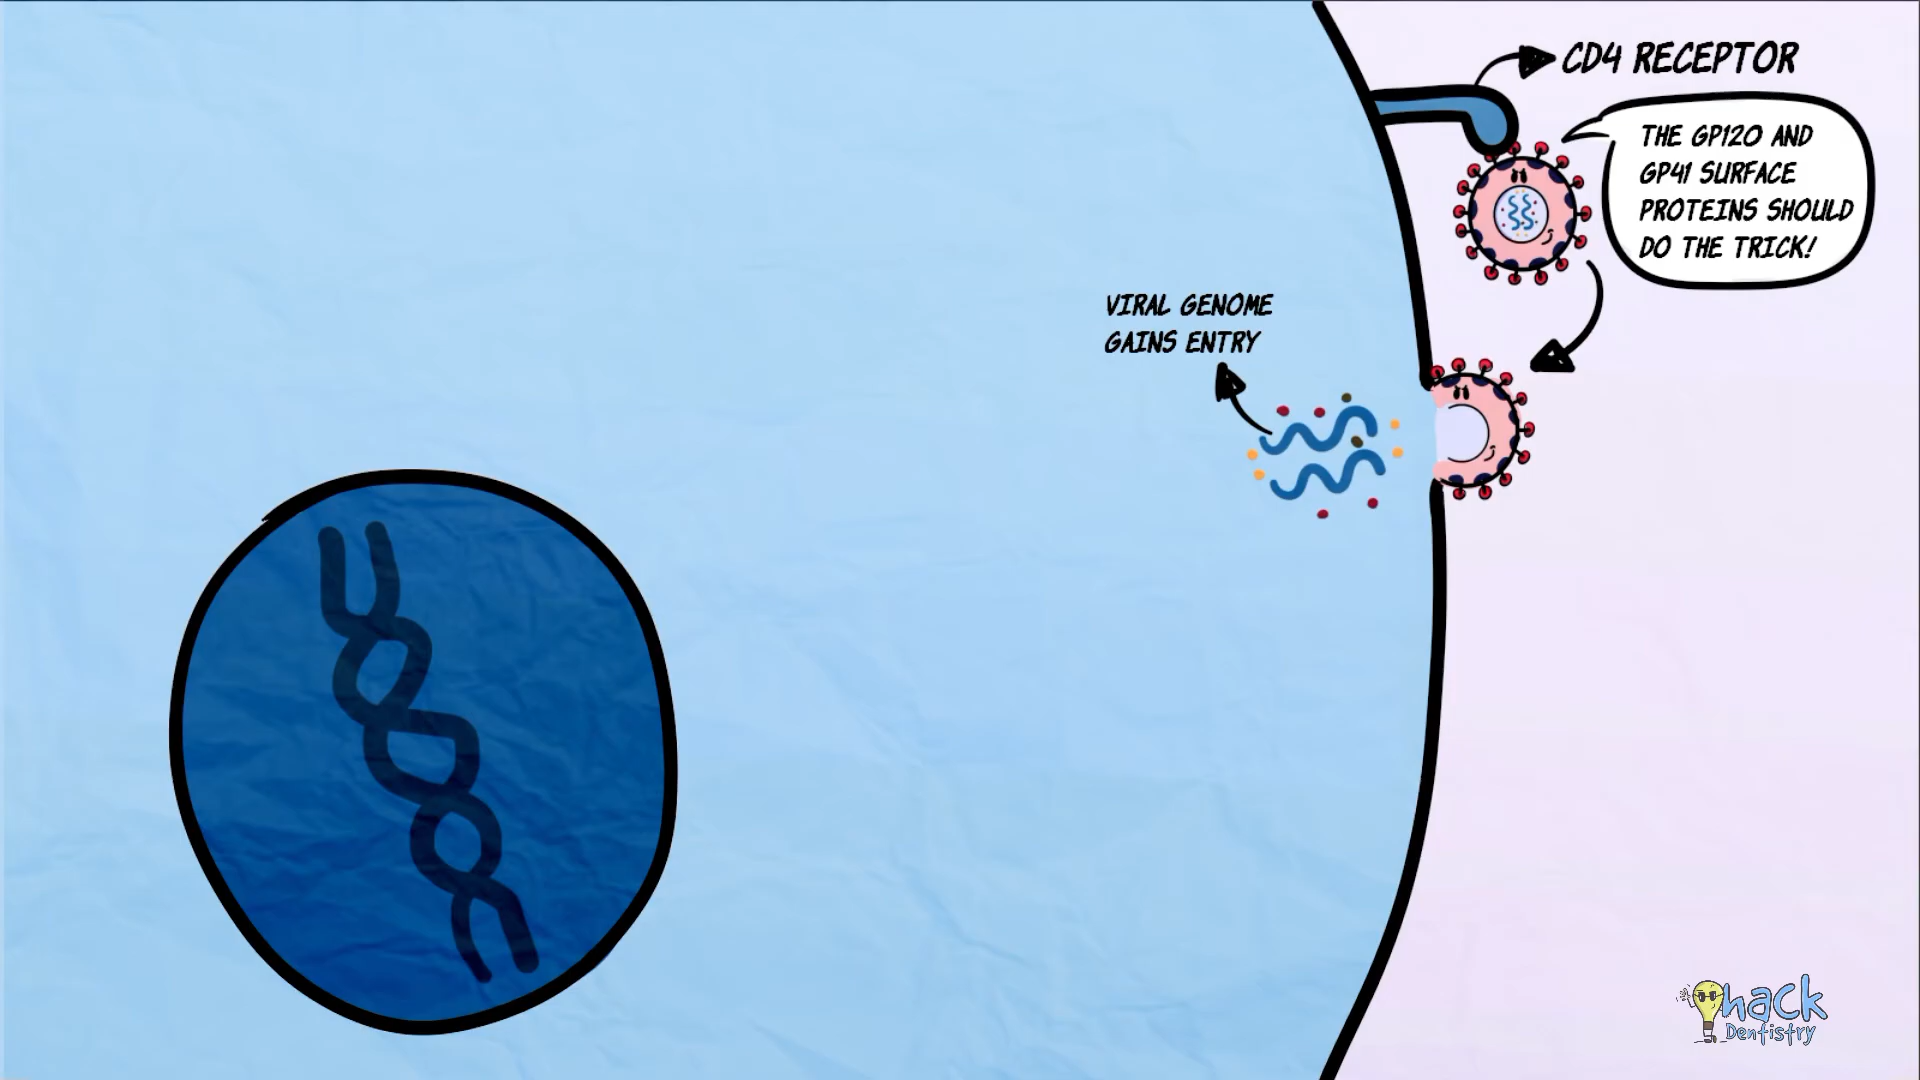 CD4 RECEPTOR
THE GP120 AND
GP41 SURFACE
PROTEINS SHOULD
DO THE TRICK!
VIRAL GENOME
GAINS ENTRY
hack
Dentistry